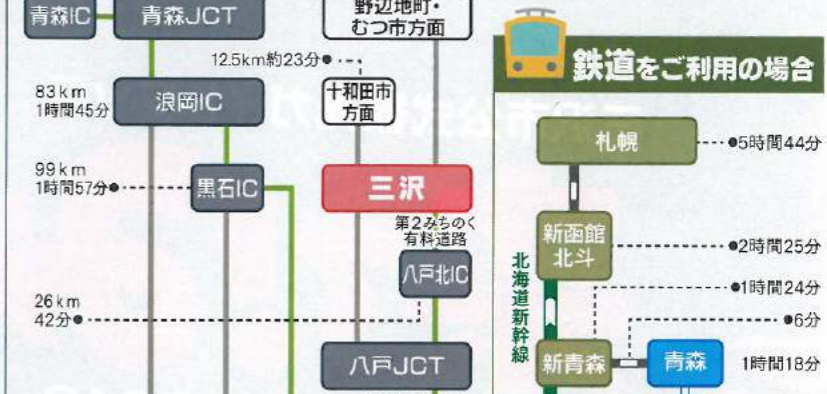 青森IC
青森JCT
野辺地町・
むつ市方面
12.5km約23分
83km
1時間45分
浪岡IC
十和田市
方面
99km
1時間57分
黒石IC
三沢
第2みちのく
有料道路
八戸北IC
26km
42分
八戸JCT
鉄道をご利用の場合
札幌
5時間44分
新函館
北斗
2時間25分
北海道新幹線
1時間24分
6分
新青森
青森
1時間18分